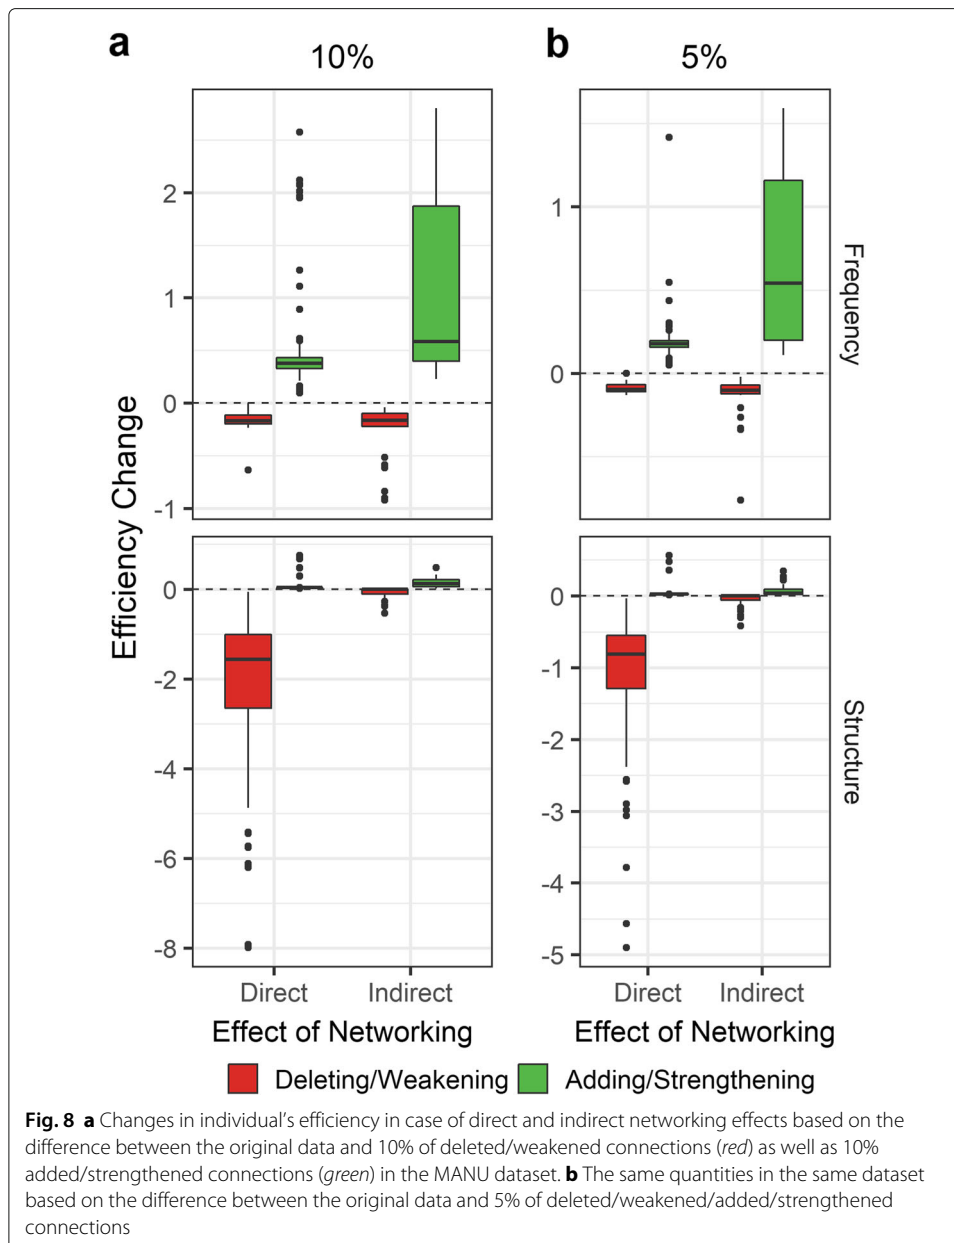 a
b
10%
5%
2
1
0
-1
1
0
Frequency
Efficiency Change
0
-2
-4
-6
-8
0
-1
-2
-3
-4
-5
Structure
Direct
Indirect
Direct
Indirect
Effect of Networking
Effect of Networking
Deleting/Weakening
Adding/Strengthening
Fig. 8 a Changes in individual’s efficiency in case of direct and indirect networking effects based on the
difference between the original data and 10% of deleted/weakened connections (red) as well as 10%
added/strengthened connections (green) in the MANU dataset. b The same quantities in the same dataset
based on the difference between the original data and 5% of deleted/weakened/added/strengthened
connections